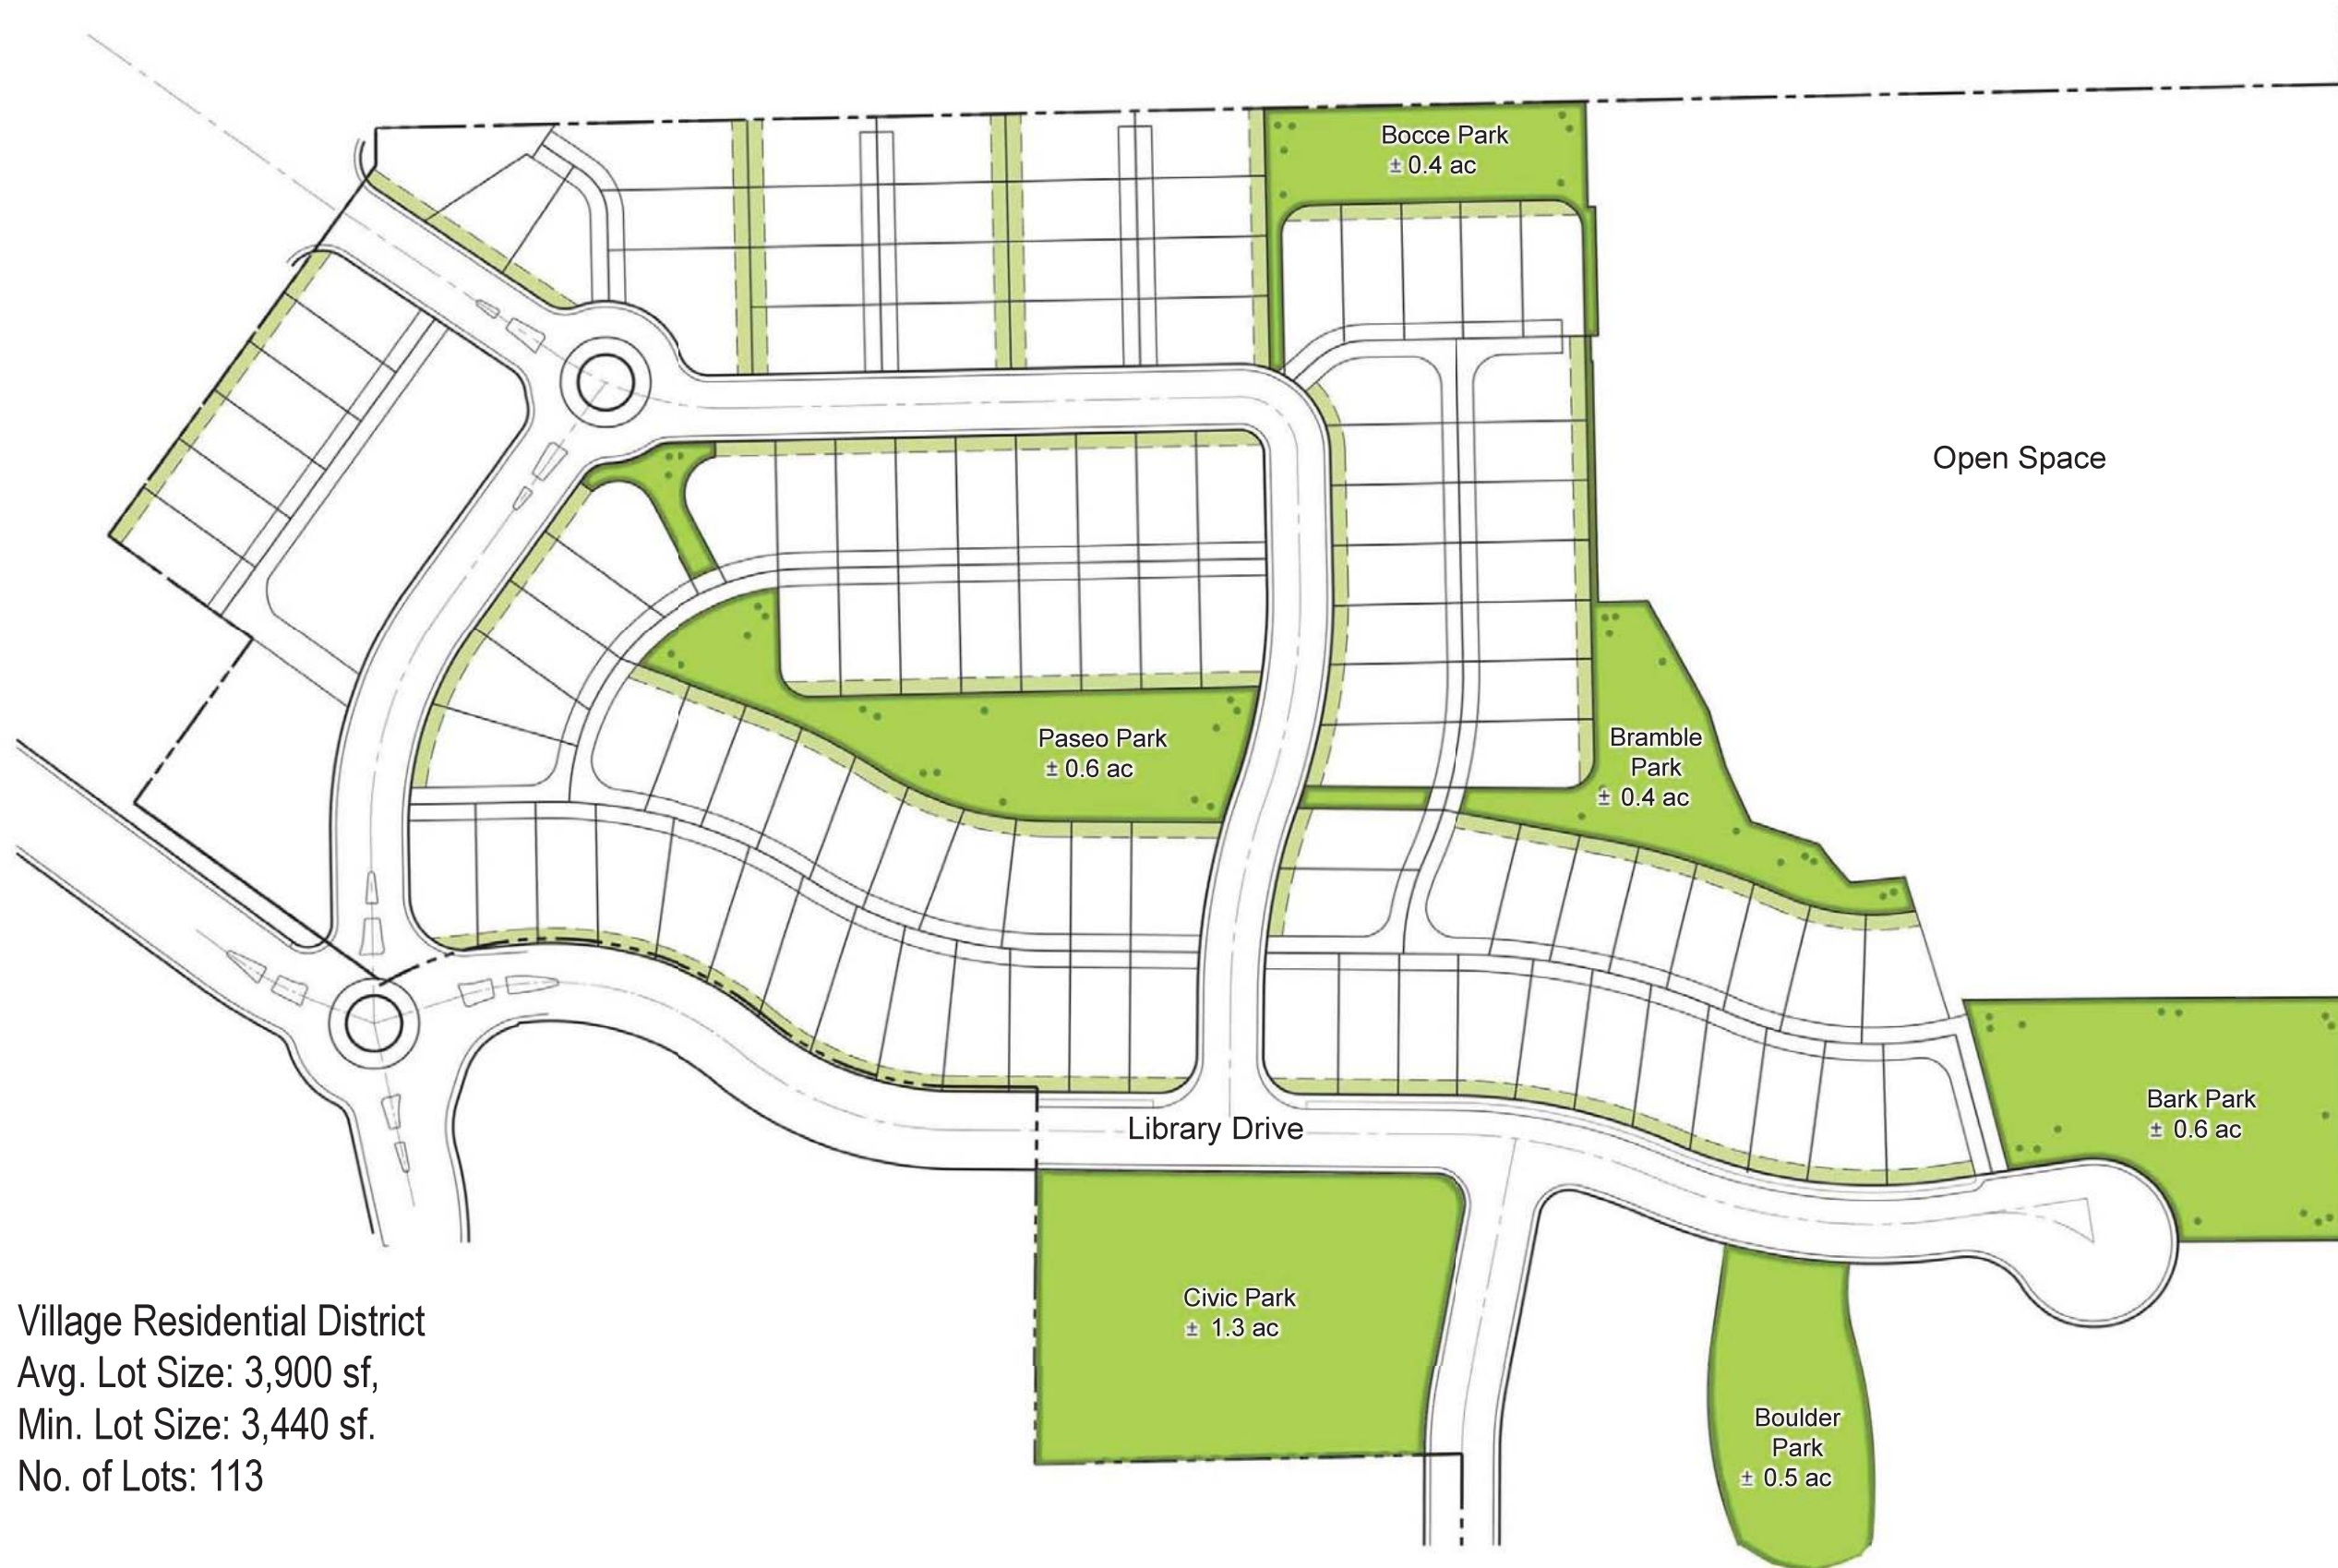 Bocce Park
± 0.4 ac
Open Space
Paseo Park
± 0.6 ac
Bramble
Park
± 0.4 ac
Bark Park
± 0.6 ac
Library Drive
Civic Park
± 1.3 ac
Boulder
Park
± 0.5 ac
Village Residential District
Avg. Lot Size: 3,900 sf,
Min. Lot Size: 3,440 sf.
No. of Lots: 113